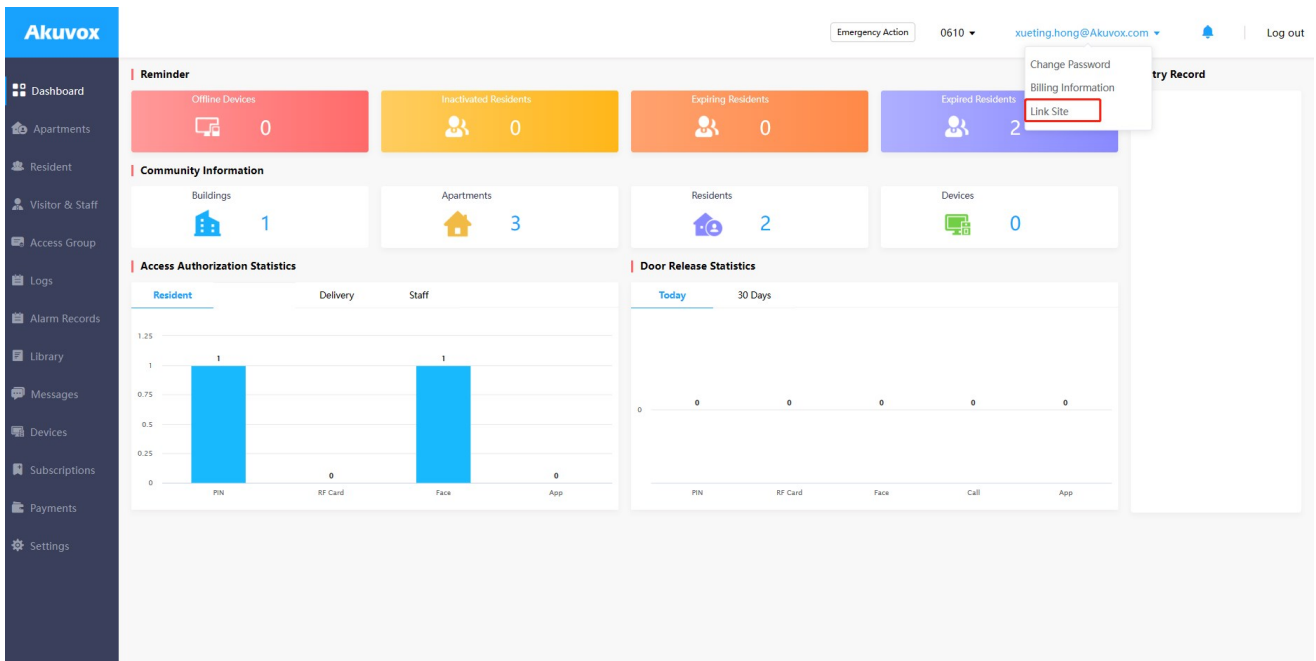 Akuvox
Emergency Action
0610
xueting.hong@Akuvox.com
Log out
Change Password
Billing Information
Link Site
Dashboard
Apartments
Resident
Visitor & Staff
Access Group
Logs
Alarm Records
Library
Messages
Devices
Subscriptions
Payments
Settings
Reminder
Offline Devices
0
Inactivated Residents
0
Expiring Residents
0
Expired Residents
2
try Record
Community Information
Buildings
1
Apartments
3
Residents
2
Devices
0
Access Authorization Statistics
Resident Delivery Staff
1.25
1
0.75
0.5
0.25
0
1
0
1
0
PIN RF Card Face App
Door Release Statistics
Today 30 Days
0
0 0 0 0 0
PIN RF Card Face Call App